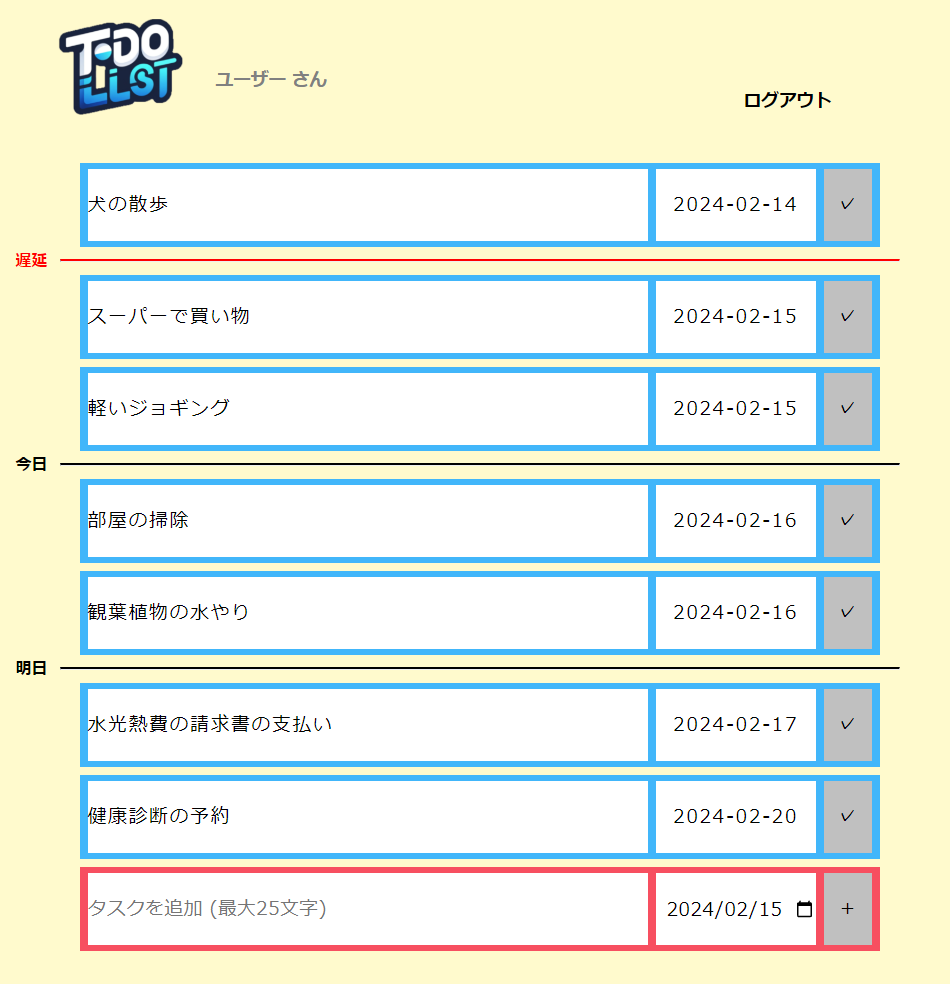 TODO
LIST
ユーザー さん
ログアウト
犬の散歩 2024-02-14 ✓
遅延
スーパーで買い物 2024-02-15 ✓
軽いジョギング 2024-02-15 ✓
今日
部屋の掃除 2024-02-16 ✓
観葉植物の水やり 2024-02-16 ✓
明日
水光熱費の請求書の支払い 2024-02-17 ✓
健康診断の予約 2024-02-20 ✓
タスクを追加 (最大25文字) 2024/02/15 +